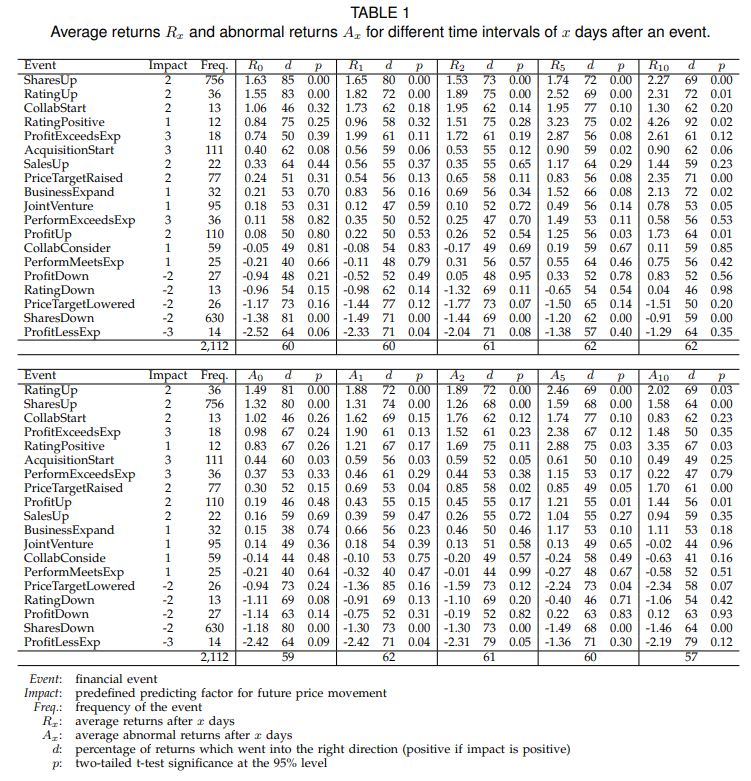 TABLE 1
Average returns Rx and abnormal returns Ax for different time intervals of x days after an event.
Event Impact Freq. R0 d p R1 d p R2 d p R5 d p R10 d p
SharesUp 2 756 1.63 85 0.00 1.65 80 0.00 1.53 73 0.00 1.74 72 0.00 2.27 69 0.00
RatingUp 2 36 1.55 83 0.00 1.82 72 0.00 1.89 75 0.00 2.52 69 0.00 2.31 72 0.01
CollabStart 2 13 1.06 46 0.32 1.73 62 0.18 1.95 62 0.14 1.95 77 0.10 1.30 62 0.20
RatingPositive 1 12 0.84 75 0.25 0.96 58 0.32 1.51 75 0.28 3.23 75 0.02 4.26 92 0.02
ProfitExceedsExp 3 18 0.74 50 0.39 1.99 61 0.11 1.72 61 0.19 2.87 56 0.08 2.61 61 0.12
AcquisitionStart 3 111 0.40 62 0.08 0.56 59 0.06 0.53 55 0.12 0.90 59 0.02 0.90 62 0.06
SalesUp 2 22 0.33 64 0.44 0.56 55 0.37 0.35 55 0.65 1.17 64 0.29 1.44 59 0.23
PriceTargetRaised 2 77 0.24 51 0.31 0.54 56 0.13 0.65 58 0.11 0.83 56 0.08 2.35 71 0.00
BusinessExpand 1 32 0.21 53 0.70 0.83 56 0.16 0.69 56 0.34 1.52 66 0.08 2.13 72 0.02
JointVenture 1 95 0.18 53 0.31 0.12 47 0.59 0.10 52 0.72 0.49 56 0.14 0.78 53 0.05
PerformExceedsExp 3 36 0.11 58 0.82 0.35 50 0.52 0.25 47 0.70 1.49 53 0.11 0.58 56 0.53
ProfitUp 2 110 0.08 50 0.80 0.22 50 0.53 0.26 52 0.54 1.25 56 0.03 1.73 64 0.01
CollabConsider 1 59 -0.05 49 0.81 -0.08 54 0.83 -0.17 49 0.69 0.19 59 0.67 0.11 59 0.85
PerformMeetsExp 1 25 -0.21 40 0.66 -0.11 48 0.79 0.31 56 0.57 0.55 64 0.46 0.75 56 0.42
ProfitDown -2 27 -0.94 48 0.21 -0.52 52 0.49 0.05 48 0.95 0.33 52 0.78 0.83 52 0.56
RatingDown -2 13 -0.96 54 0.15 -0.98 62 0.14 -1.32 69 0.11 -0.65 54 0.54 0.04 46 0.98
PriceTargetLowered -2 26 -1.17 73 0.16 -1.44 77 0.12 -1.77 73 0.07 -1.50 65 0.14 -1.51 50 0.20
SharesDown -2 630 -1.38 81 0.00 -1.49 71 0.00 -1.44 69 0.00 -1.20 62 0.00 -0.91 59 0.00
ProfitLessExp -3 14 -2.52 64 0.06 -2.33 71 0.04 -2.04 71 0.08 -1.38 57 0.40 -1.29 64 0.35
2,112 60 60 61 62 62
Event Impact Freq. A0 d p A1 d p A2 d p A5 d p A10 d p
RatingUp 2 36 1.49 81 0.00 1.88 72 0.00 1.89 72 0.00 2.46 69 0.00 2.02 69 0.03
SharesUp 2 756 1.32 80 0.00 1.31 74 0.00 1.26 68 0.00 1.59 68 0.00 1.58 64 0.00
CollabStart 2 13 1.02 46 0.26 1.62 69 0.15 1.76 62 0.12 1.74 77 0.10 0.83 62 0.23
ProfitExceedsExp 3 18 0.98 67 0.24 1.90 61 0.13 1.52 61 0.23 2.38 67 0.12 1.48 50 0.35
RatingPositive 1 12 0.83 67 0.26 1.21 67 0.17 1.69 75 0.11 2.88 75 0.03 3.35 67 0.03
AcquisitionStart 3 111 0.44 60 0.03 0.59 56 0.03 0.59 52 0.05 0.61 50 0.10 0.49 49 0.25
PerformExceedsExp 3 36 0.37 53 0.33 0.46 61 0.29 0.44 53 0.38 1.15 53 0.17 0.22 47 0.79
PriceTargetRaised 2 77 0.30 52 0.15 0.69 53 0.04 0.85 58 0.02 0.85 49 0.05 1.70 61 0.00
ProfitUp 2 110 0.19 46 0.48 0.43 55 0.15 0.45 55 0.17 1.21 55 0.01 1.44 56 0.01
SalesUp 2 22 0.16 59 0.69 0.39 59 0.47 0.26 55 0.72 1.04 55 0.27 0.94 59 0.35
BusinessExpand 1 32 0.15 38 0.74 0.66 56 0.23 0.46 50 0.46 1.17 53 0.10 1.11 53 0.18
JointVenture 1 95 0.14 49 0.36 0.18 54 0.39 0.13 51 0.58 0.13 49 0.65 -0.02 44 0.96
CollabConside 1 59 -0.14 44 0.48 -0.10 53 0.75 -0.20 49 0.57 -0.24 58 0.49 -0.63 41 0.16
PerformMeetsExp 1 25 -0.21 40 0.64 -0.32 40 0.47 -0.01 44 0.99 -0.27 48 0.67 -0.58 52 0.51
PriceTargetLowered -2 26 -0.94 73 0.24 -1.36 85 0.16 -1.59 73 0.12 -2.24 73 0.04 -2.34 58 0.07
RatingDown -2 13 -1.11 69 0.08 -0.91 69 0.13 -1.10 69 0.20 -0.40 46 0.71 -1.06 54 0.42
ProfitDown -2 27 -1.14 63 0.14 -0.75 52 0.31 -0.19 52 0.82 0.22 63 0.83 0.12 63 0.93
SharesDown -2 630 -1.18 80 0.00 -1.30 73 0.00 -1.30 73 0.00 -1.49 68 0.00 -1.46 64 0.00
ProfitLessExp -3 14 -2.42 64 0.09 -2.42 71 0.04 -2.31 79 0.05 -1.36 71 0.30 -2.19 79 0.12
2,112 59 62 61 60 57
Event: financial event
Impact: predefined predicting factor for future price movement
Freq.: frequency of the event
Rx: average returns after x days
Ax: average abnormal returns after x days
d: percentage of returns which went into the right direction (positive if impact is positive)
p: two-tailed t-test significance at the 95% level